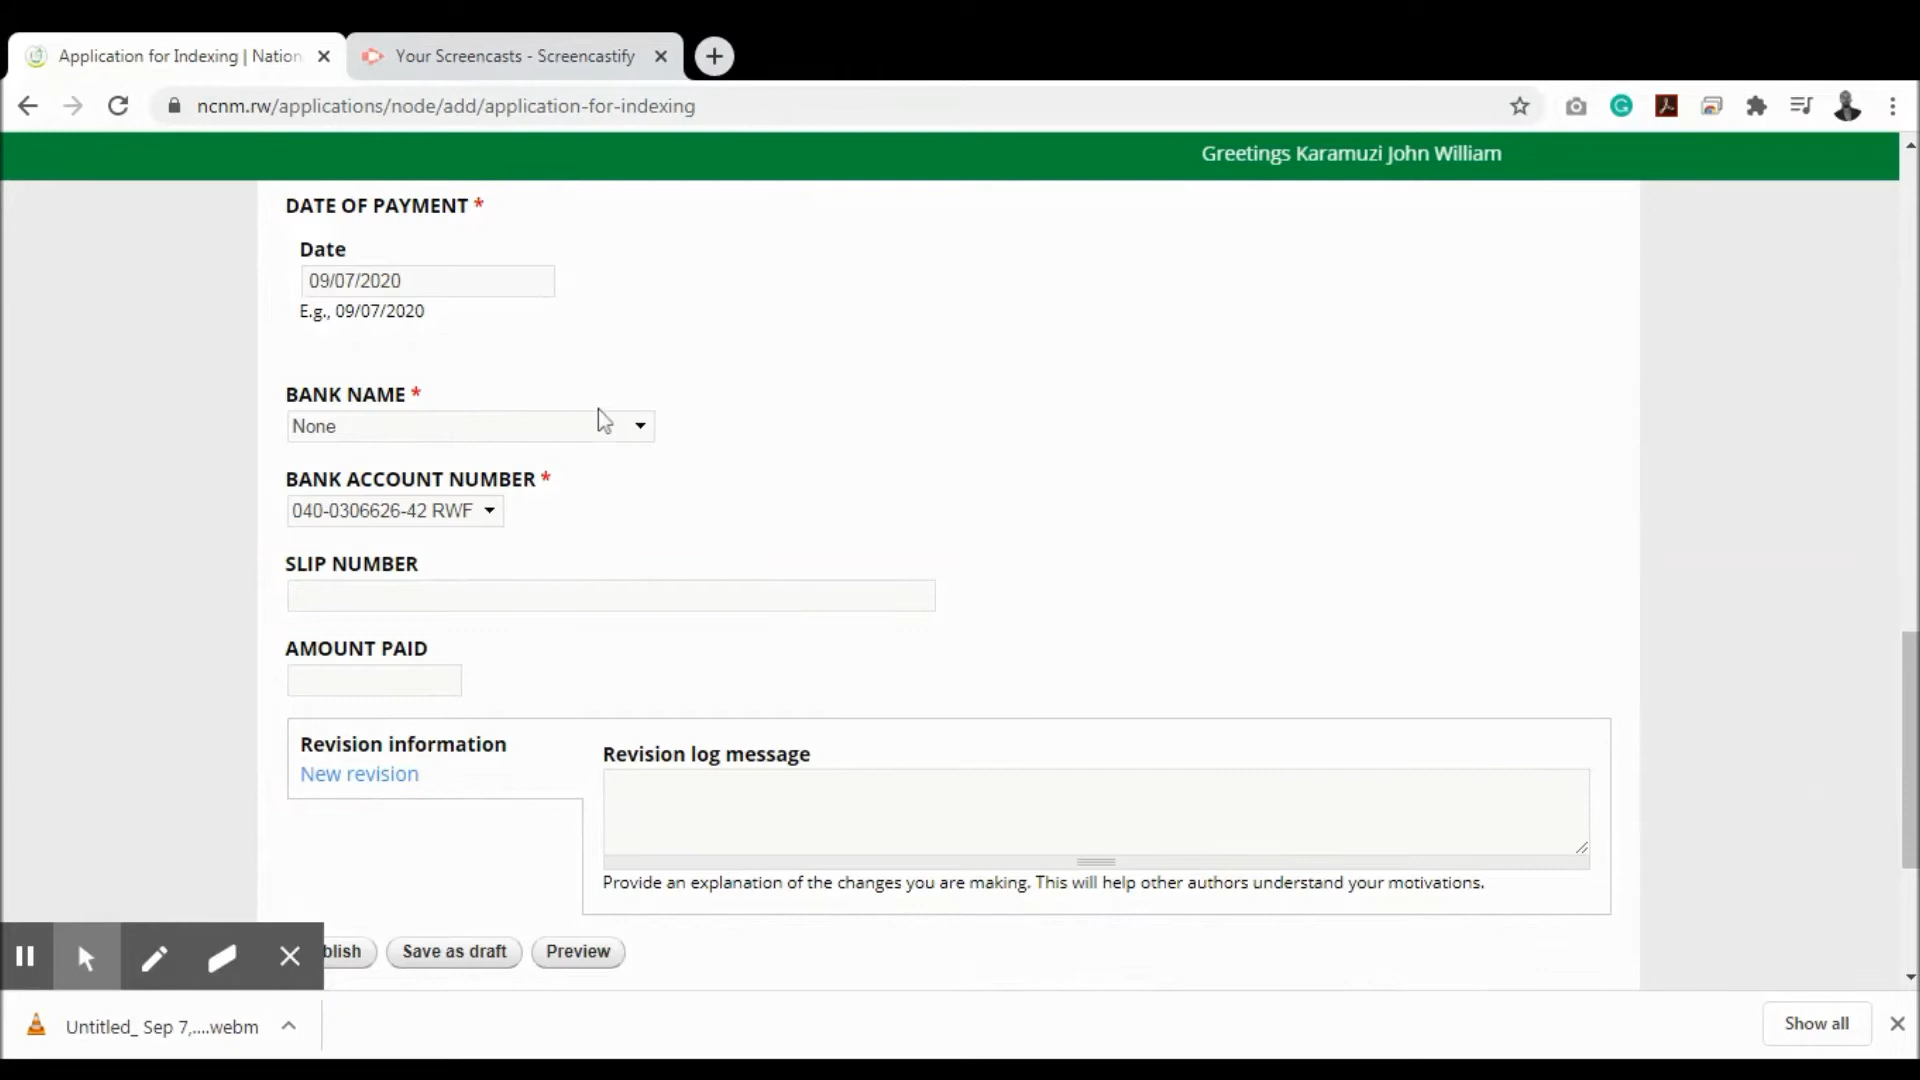 Application for Indexing | Nation
Your Screencasts - Screencastify
ncnm.rw/applications/node/add/application-for-indexing
Greetings Karamuzi John William
DATE OF PAYMENT *
Date
09/07/2020
E.g., 09/07/2020
BANK NAME *
None
BANK ACCOUNT NUMBER *
040-0306626-42 RWF
SLIP NUMBER
AMOUNT PAID
Revision information
New revision
Revision log message
Provide an explanation of the changes you are making. This will help other authors understand your motivations.
blish
Save as draft
Preview
Untitled_ Sep 7,....webm
Show all